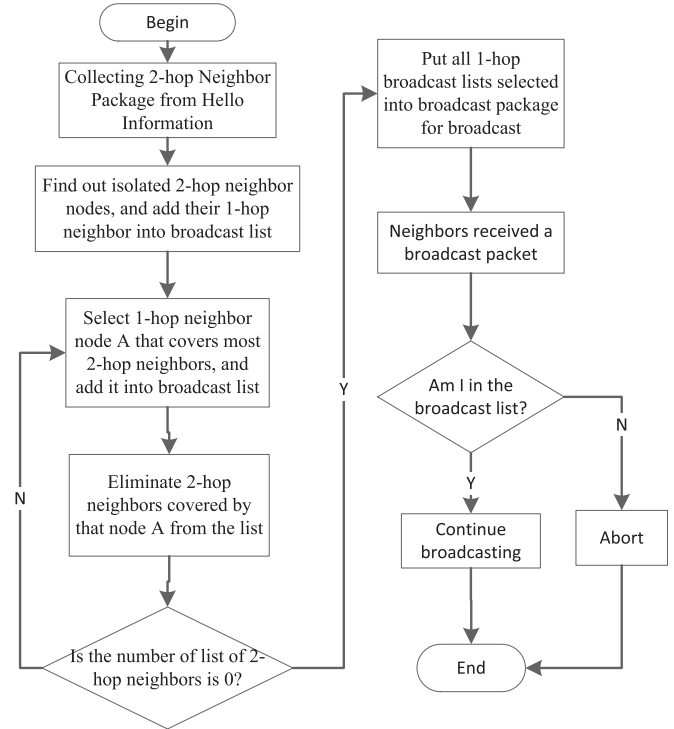 Begin
Collecting 2-hop Neighbor
Package from Hello
Information
Find out isolated 2-hop neighbor
nodes, and add their 1-hop
neighbor into broadcast list
Select 1-hop neighbor
node A that covers most
2-hop neighbors, and
add it into broadcast list
Eliminate 2-hop
neighbors covered by
that node A from the list
N
Is the number of list of 2-
hop neighbors is 0?
Y
Put all 1-hop
broadcast lists selected
into broadcast package
for broadcast
Neighbors received a
broadcast packet
Am I in the
broadcast list?
N
Y
Continue
broadcasting
Abort
End